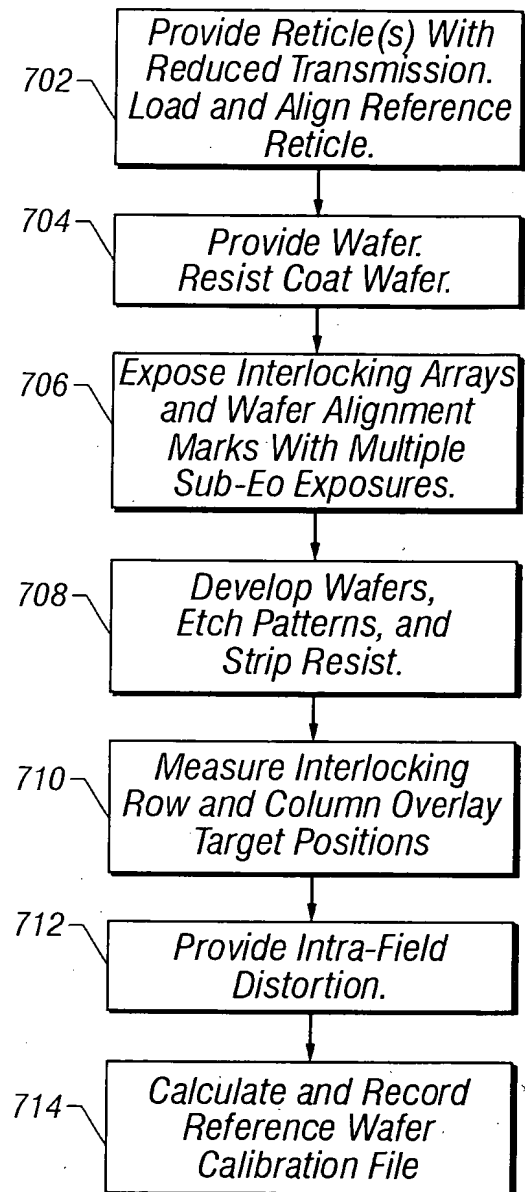 702
Provide Reticle(s) With
Reduced Transmission.
Load and Align Reference
Reticle.
704
Provide Wafer.
Resist Coat Wafer.
706
Expose Interlocking Arrays
and Wafer Alignment
Marks With Multiple
Sub-Eo Exposures.
708
Develop Wafers,
Etch Patterns, and
Strip Resist.
710
Measure Interlocking
Row and Column Overlay
Target Positions
712
Provide Intra-Field
Distortion.
714
Calculate and Record
Reference Wafer
Calibration File